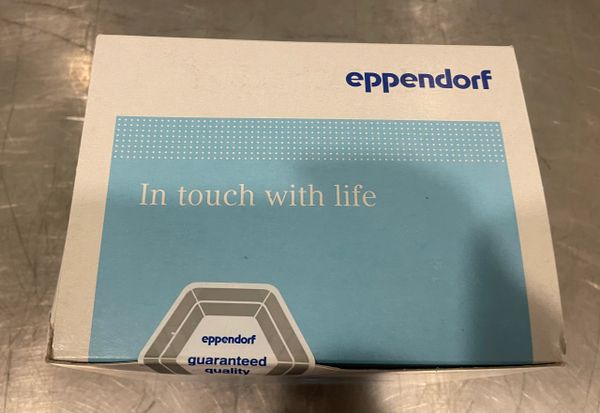 eppendorf
In touch with life
eppendorf
guaranteed
quality